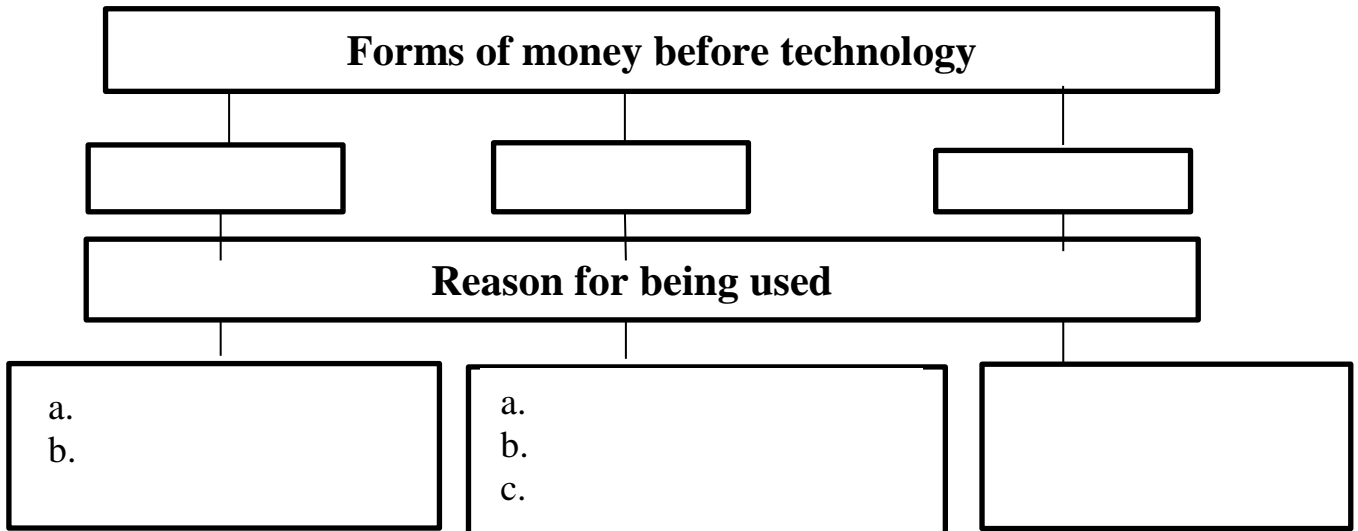 Forms of money before technology
Reason for being used
a.
b.
a.
b.
c.